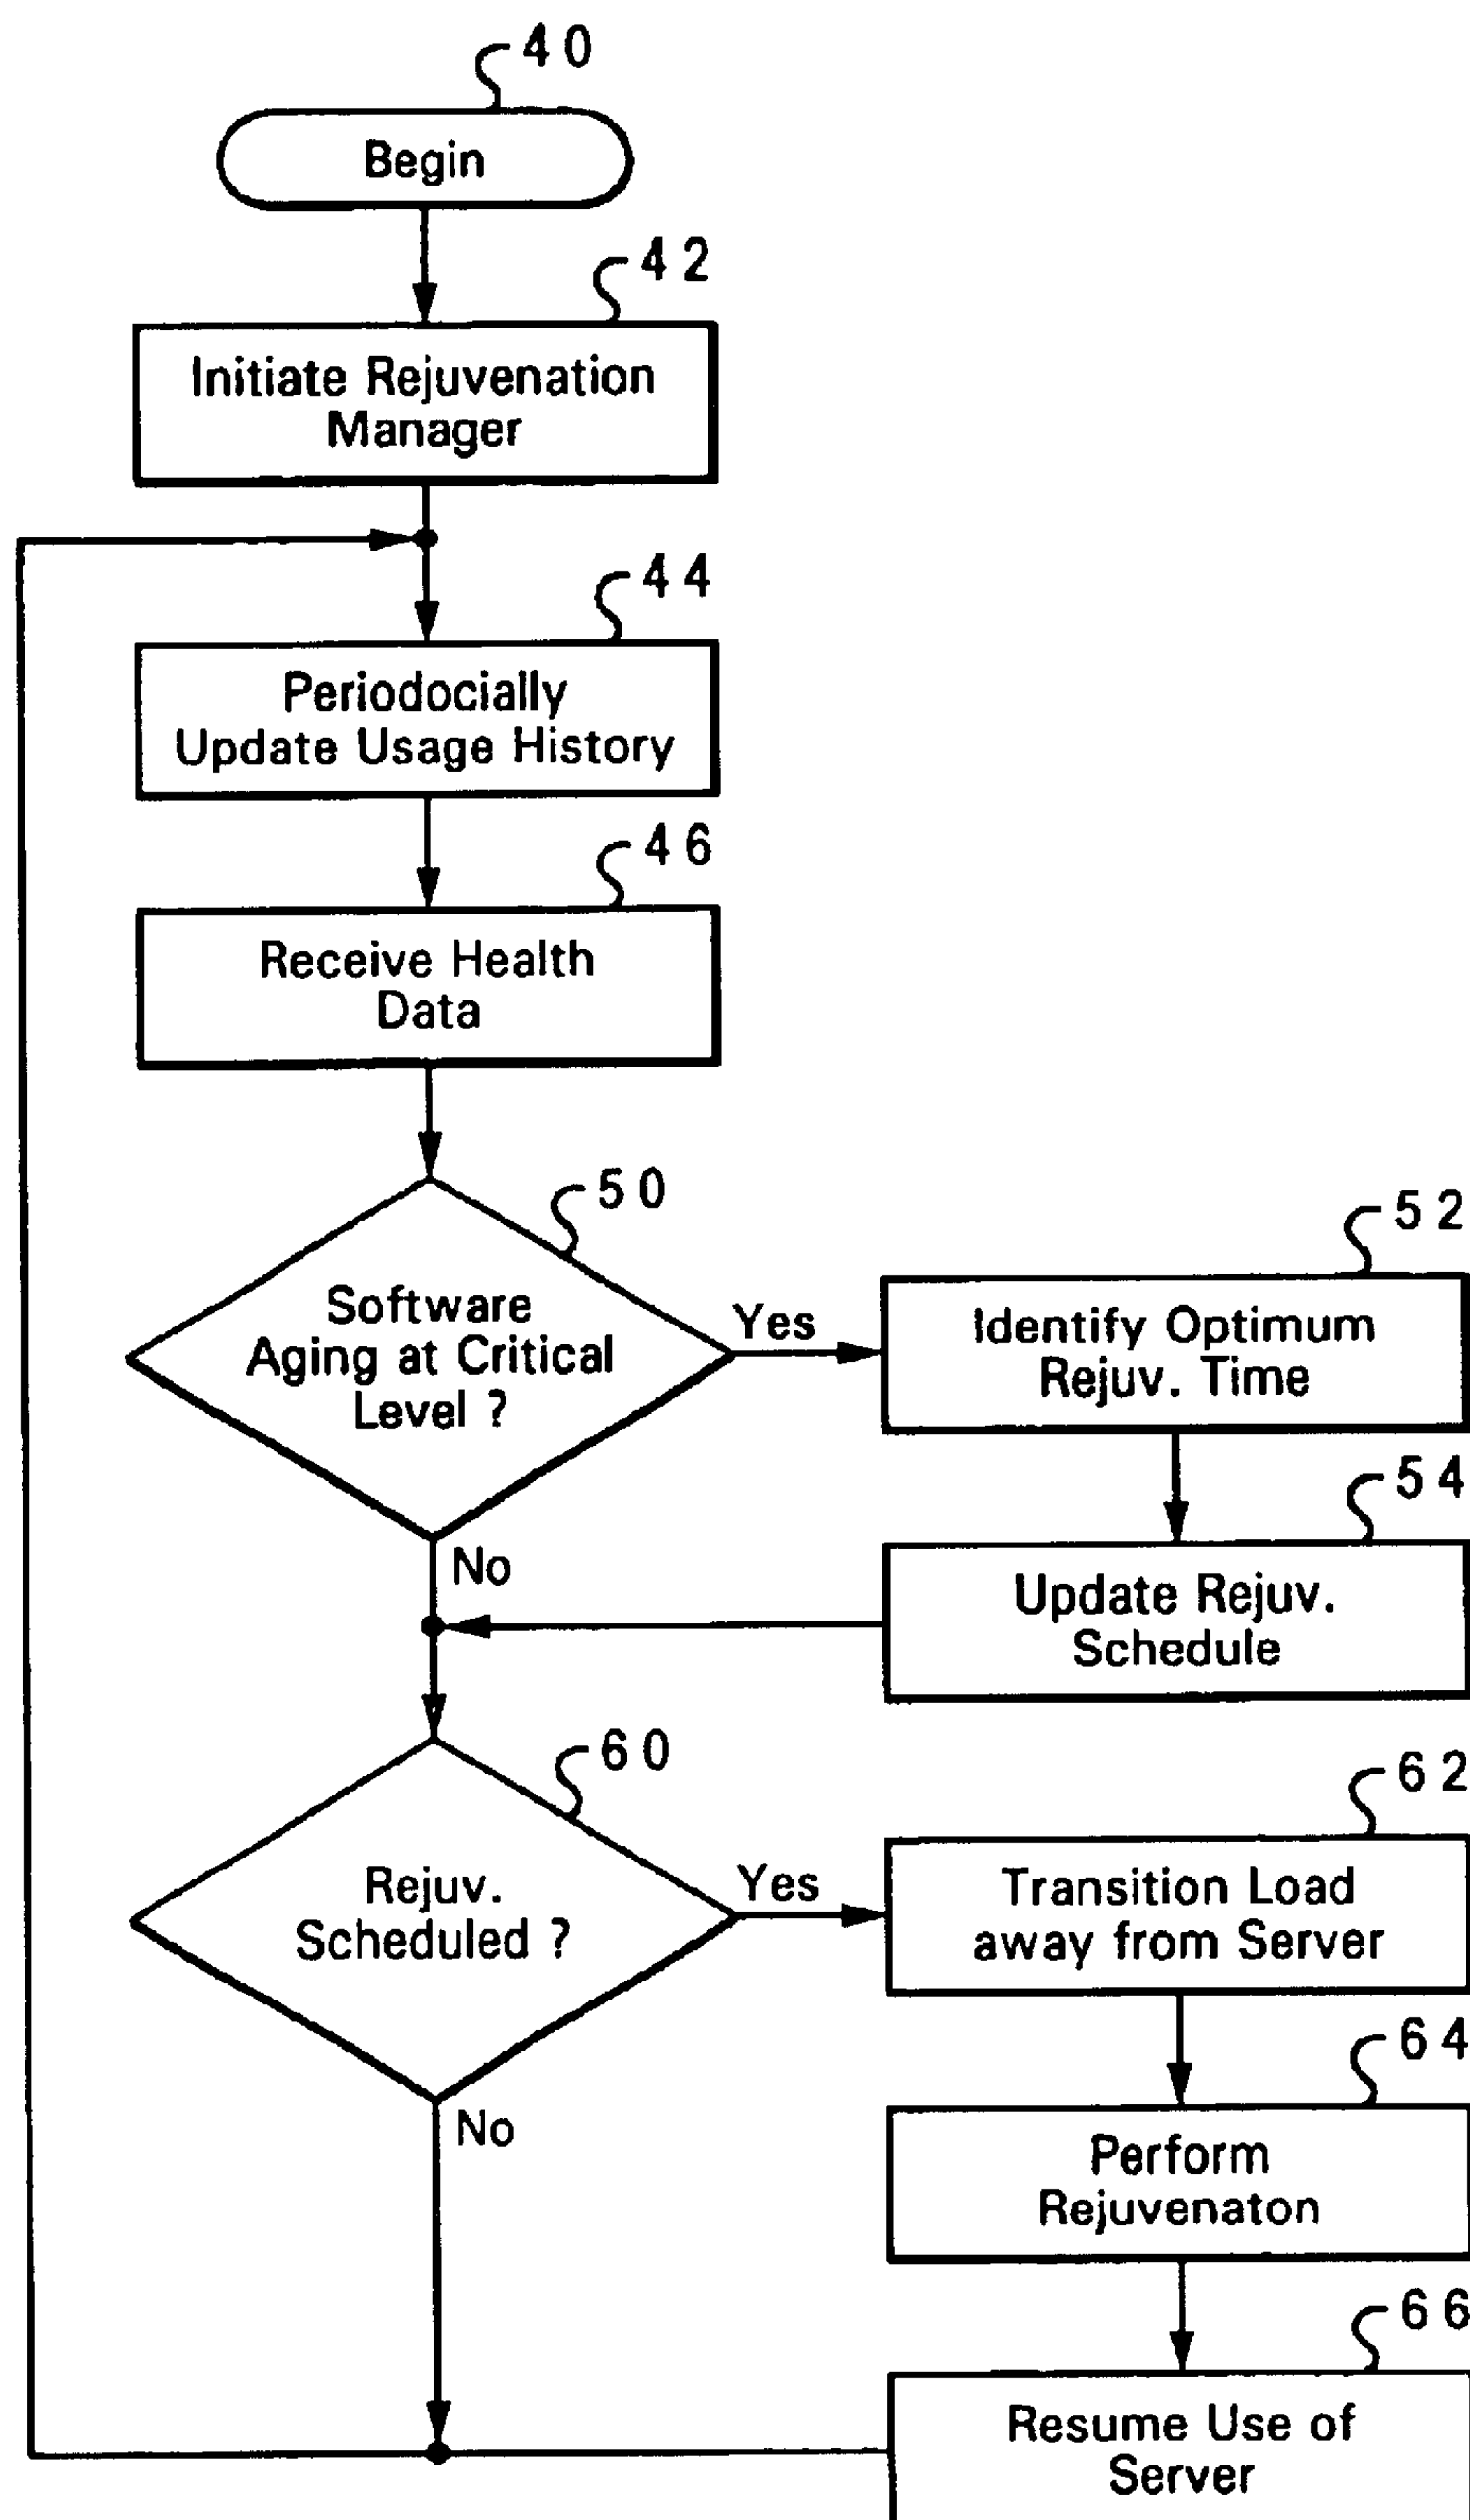 40
Begin
42
Initiate Rejuvenation
Manager
44
Periodocially
Update Usage History
46
Receive Health
Data
50
Software
Aging at Critical
Level ?
Yes
52
Identify Optimum
Rejuv. Time
No
54
Update Rejuv.
Schedule
60
Rejuv.
Scheduled ?
Yes
62
Transition Load
away from Server
No
64
Perform
Rejuvenaton
66
Resume Use of
Server